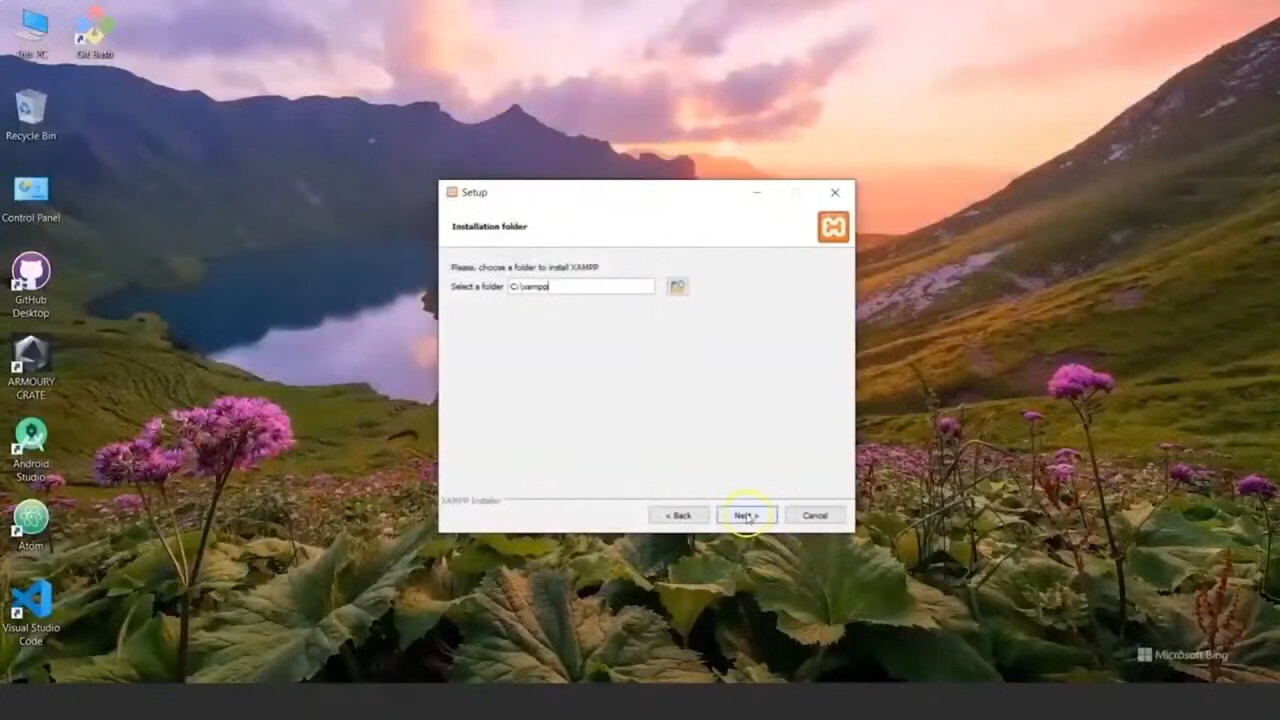 This PC
Git Bash
Recycle Bin
Control Panel
GitHub
Desktop
ARMOURY
CRATE
Android
Studio
Atom
Visual Studio
Code
Setup
Installation folder
Please, choose a folder to install XAMPP
Select a folder C:\xampp
XAMPP Installer
< Back Next > Cancel
Microsoft Bing